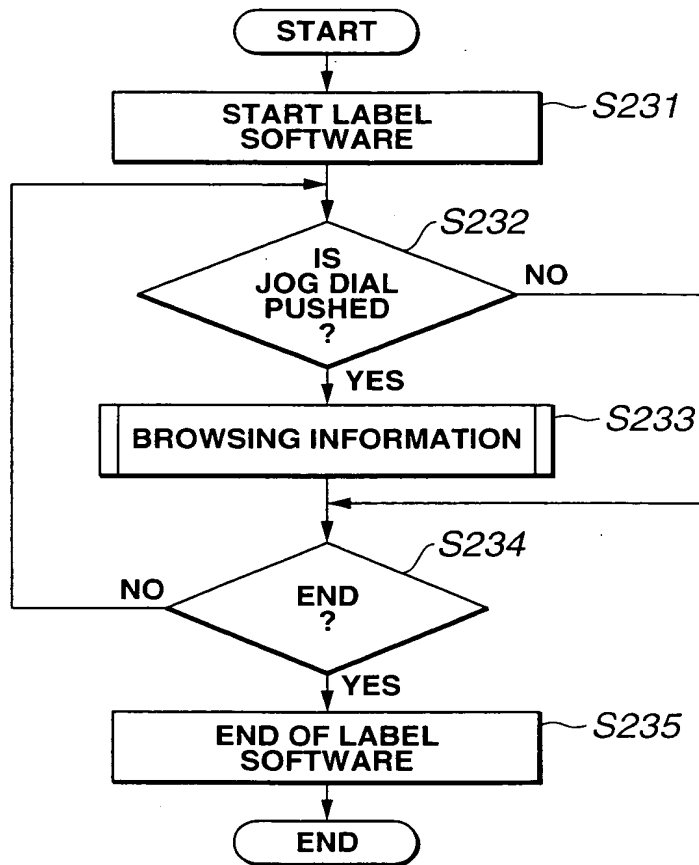 START
START LABEL
SOFTWARE
S231
IS
JOG DIAL
PUSHED
?
S232
NO
YES
BROWSING INFORMATION
S233
END
?
S234
NO
YES
END OF LABEL
SOFTWARE
S235
END